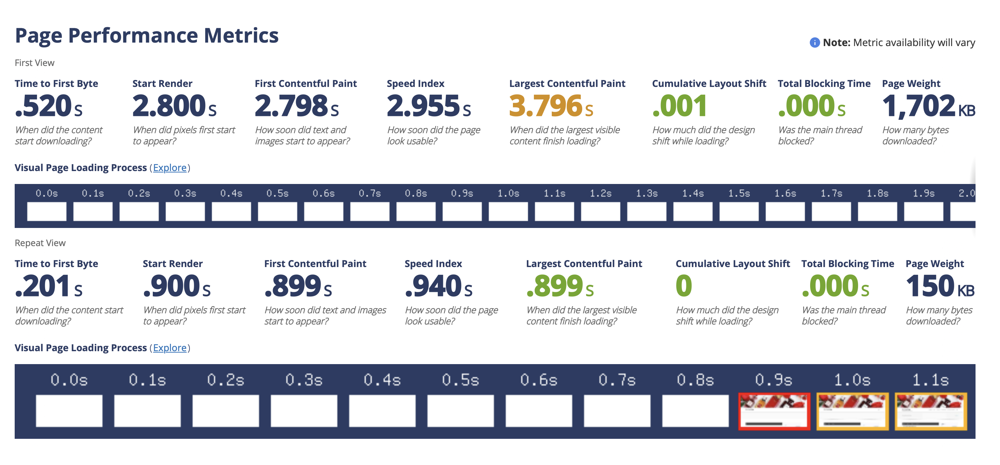 Page Performance Metrics
Note: Metric availability will vary
First View
Time to First Byte
.520 s
When did the content
start downloading?
Start Render
2.800 s
When did pixels first start
to appear?
First Contentful Paint
2.798 s
How soon did text and
images start to appear?
Speed Index
2.955 s
How soon did the page
look usable?
Largest Contentful Paint
3.796 s
When did the largest visible
content finish loading?
Cumulative Layout Shift
.001
How much did the design
shift while loading?
Total Blocking Time
.000 s
Was the main thread
blocked?
Page Weight
1,702 KB
How many bytes
downloaded?
Visual Page Loading Process (Explore)
0.0s 0.1s 0.2s 0.3s 0.4s 0.5s 0.6s 0.7s 0.8s 0.9s 1.0s 1.1s 1.2s 1.3s 1.4s 1.5s 1.6s 1.7s 1.8s 1.9s 2.0
Repeat View
Time to First Byte
.201 s
When did the content start
downloading?
Start Render
.900 s
When did pixels first start
to appear?
First Contentful Paint
.899 s
How soon did text and images
start to appear?
Speed Index
.940 s
How soon did the page
look usable?
Largest Contentful Paint
.899 s
When did the largest visible
content finish loading?
Cumulative Layout Shift
0
How much did the design
shift while loading?
Total Blocking Time
.000 s
Was the main thread
blocked?
Page Weight
150 KB
How many bytes
downloaded?
Visual Page Loading Process (Explore)
0.0s 0.1s 0.2s 0.3s 0.4s 0.5s 0.6s 0.7s 0.8s 0.9s 1.0s 1.1s